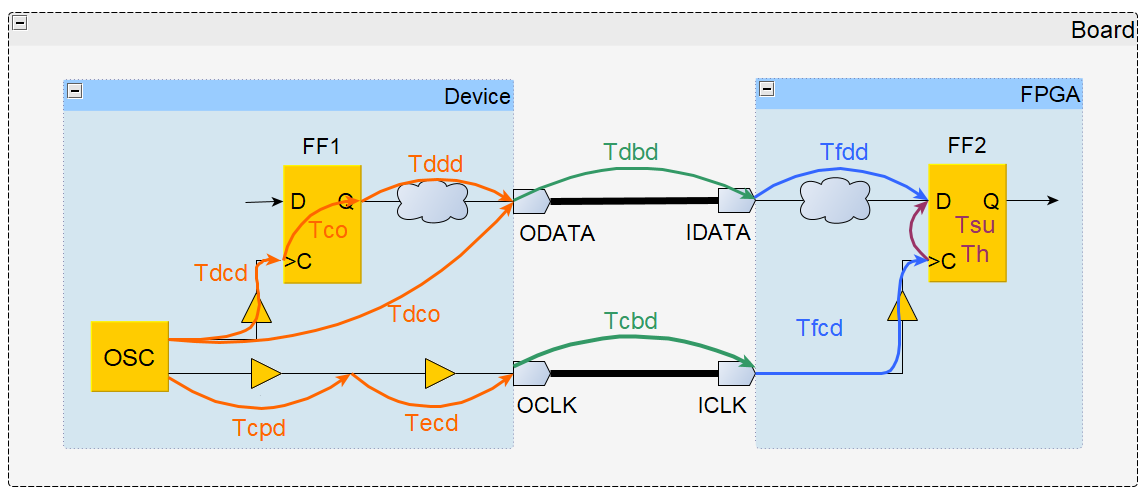 Board
Device
FPGA
FF1
FF2
Tddd
Tdbd
Tfdd
D
Q
D
Q
Tco
Tsu
ODATA
IDATA
Th
>C
>C
Tdcd
Tdco
Tcbd
Tfcd
OSC
OCLK
ICLK
Tcpd
Tecd